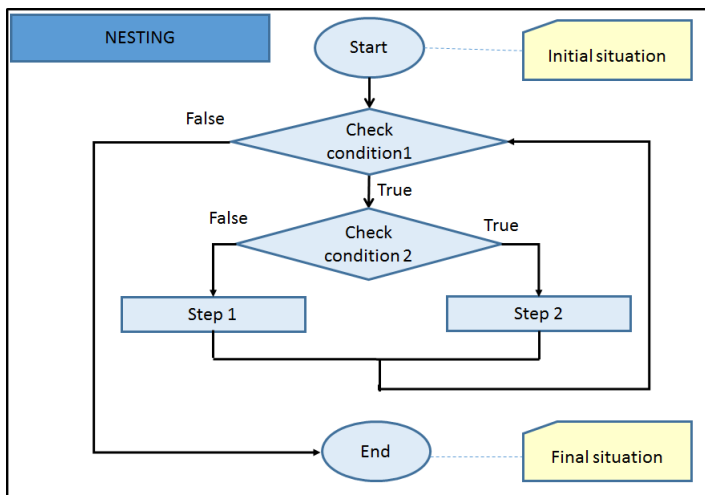 NESTING
Start
Initial situation
False
Check
condition1
True
False
Check
condition 2
True
Step 1
Step 2
End
Final situation